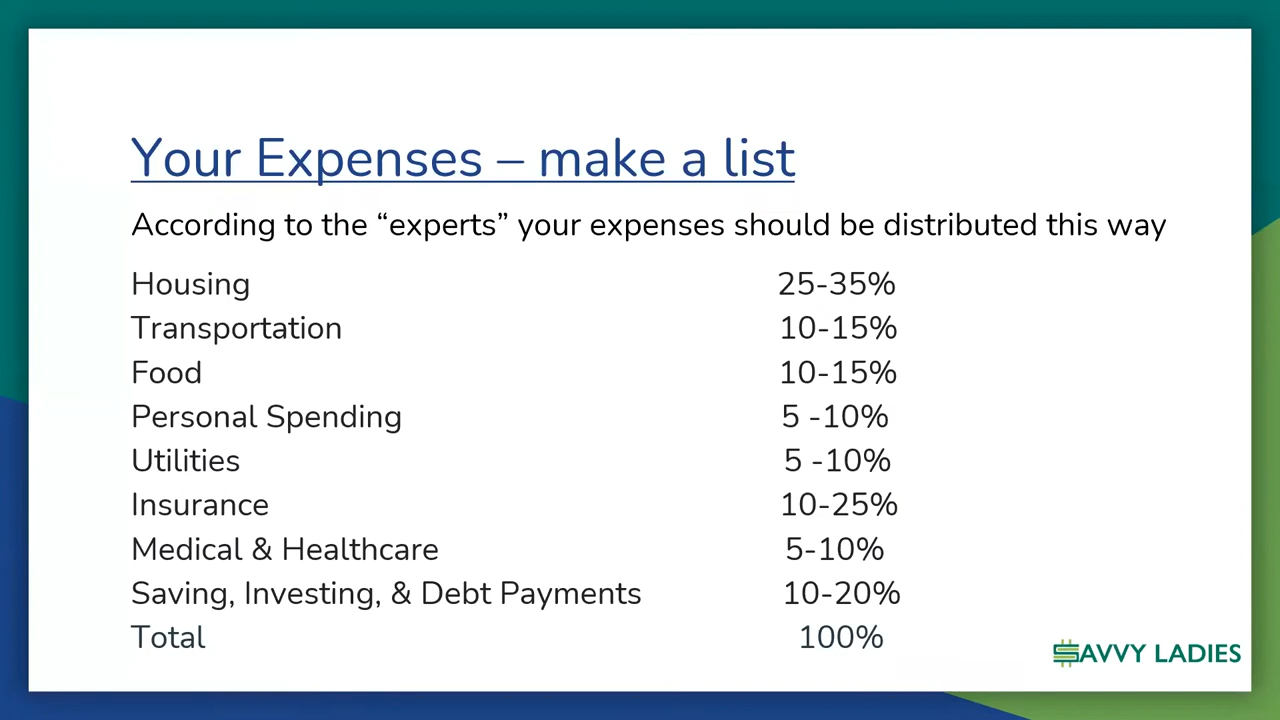 Your Expenses – make a list
According to the “experts” your expenses should be distributed this way
Housing 25-35%
Transportation 10-15%
Food 10-15%
Personal Spending 5 -10%
Utilities 5 -10%
Insurance 10-25%
Medical & Healthcare 5-10%
Saving, Investing, & Debt Payments 10-20%
Total 100%
SAVVY LADIES